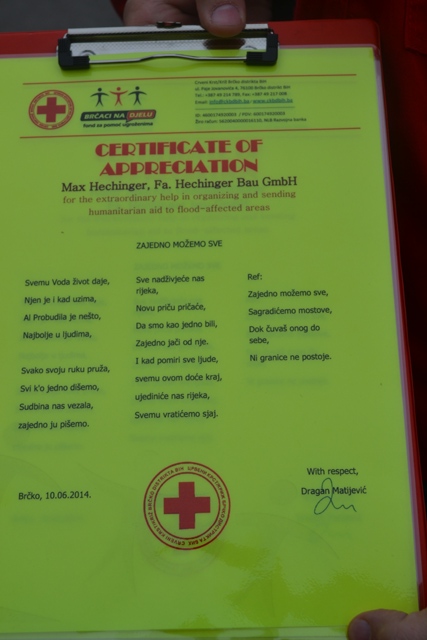 BRČACI NA DJELU
fond za pomoć ugroženima
CERTIFICATE OF
APPRECIATION
Max Hechinger, Fa. Hechinger Bau GmbH
for the extraordinary help in organizing and sending
humanitarian aid to flood-affected areas
ZAJEDNO MOŽEMO SVE
Svemu Voda život daje,
Njen je i kad uzima,
Al Probudila je nešto,
Najbolje u ljudima,
Svako svoju ruku pruža,
Svi k'o jedno dišemo,
Sudbina nas vezala,
zajedno ju pišemo.
Sve nadživjeće nas
rijeka,
Novu priču pričaće,
Da smo kao jedno bili,
Zajedno jači od nje.
I kad pomiri sve ljude,
svemu ovom doće kraj,
ujediniće nas rijeka,
Svemu vratićemo sjaj.
Ref:
Zajedno možemo sve,
Sagradićemo mostove,
Dok čuvaš onog do
sebe,
Ni granice ne postoje.
With respect,
Dragan Matijević
Brčko, 10.06.2014.